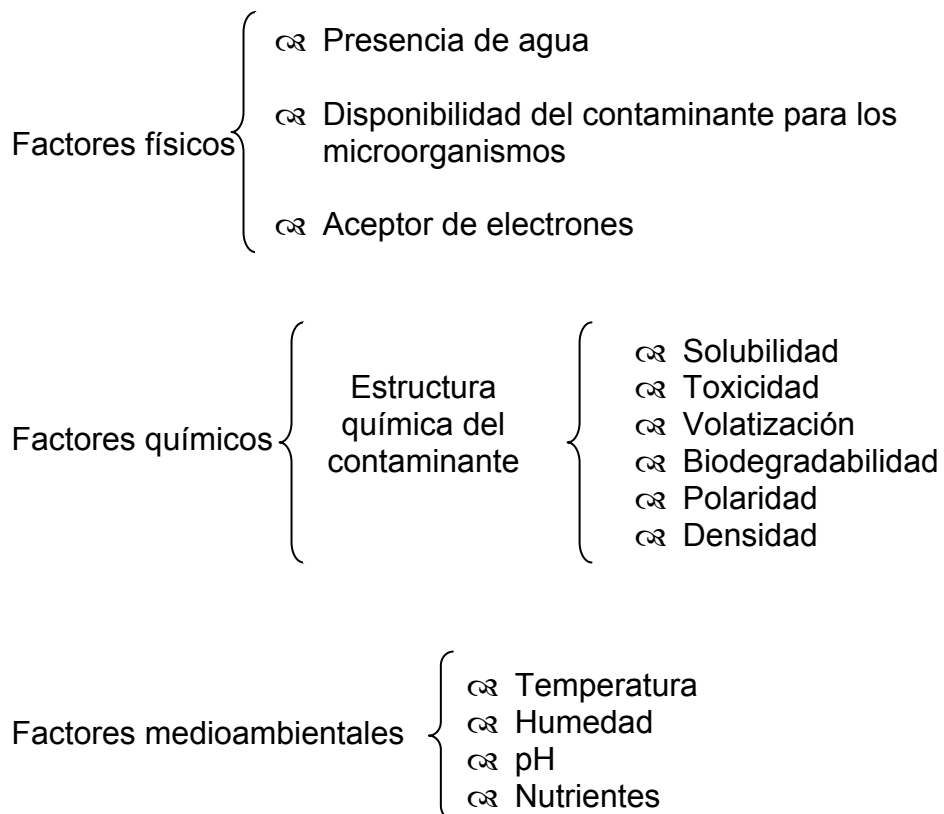 Factores físicos
Presencia de agua
Disponibilidad del contaminante para los
microorganismos
Aceptor de electrones
Factores químicos
Estructura
química del
contaminante
Solubilidad
Toxicidad
Volatización
Biodegradabilidad
Polaridad
Densidad
Factores medioambientales
Temperatura
Humedad
pH
Nutrientes